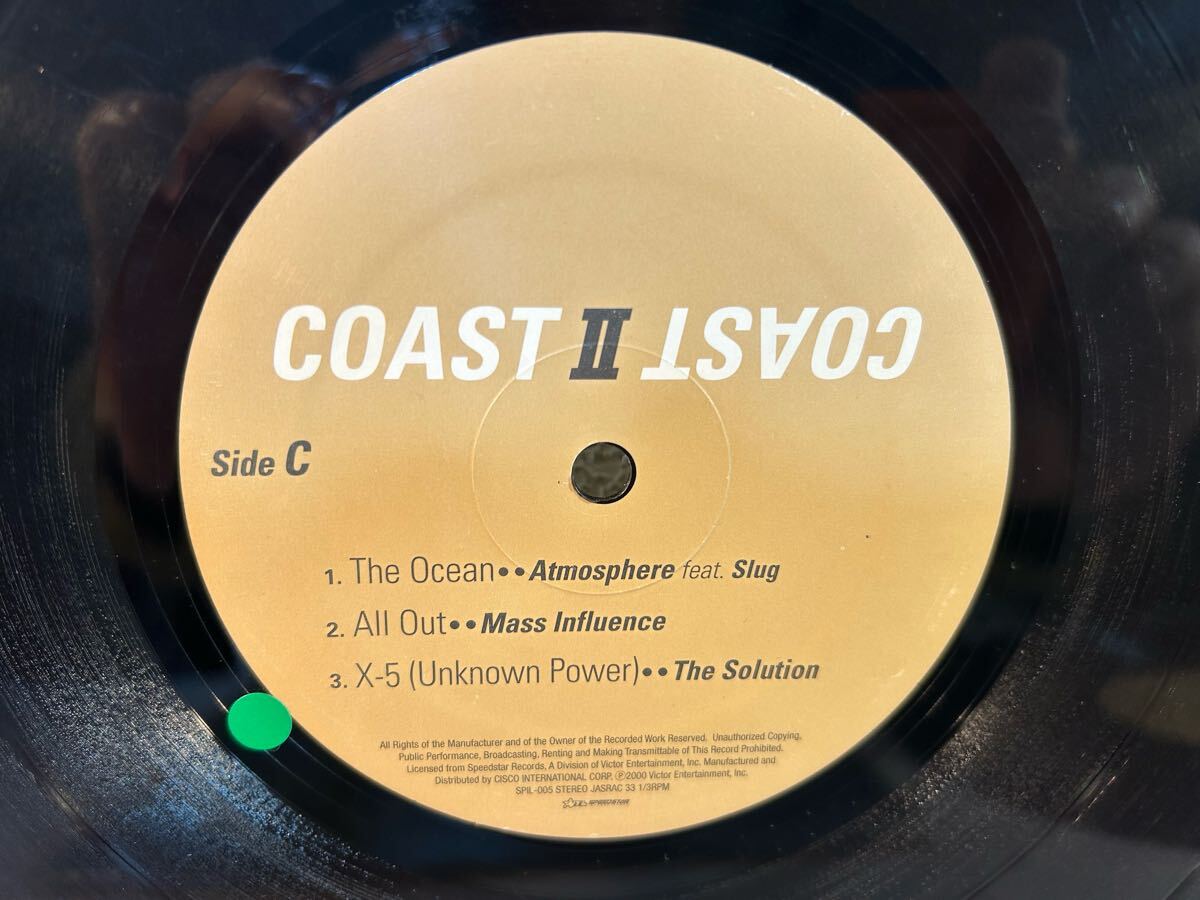 COAST II COAST
Side C
1. The Ocean•• Atmosphere feat. Slug
2. All Out•• Mass Influence
3. X-5 (Unknown Power)•• The Solution
All Rights of the Manufacturer and of the Owner of the Recorded Work Reserved. Unauthorized Copying,
Public Performance, Broadcasting, Renting and Making Transmittable of This Record Prohibited.
Licensed from Speedstar Records, A Division of Victor Entertainment, Inc. Manufactured and
Distributed by CISCO INTERNATIONAL CORP. ℗2000 Victor Entertainment, Inc.
SPIL-005 STEREO JASRAC 33 1/3RPM
SPEEDSTAR